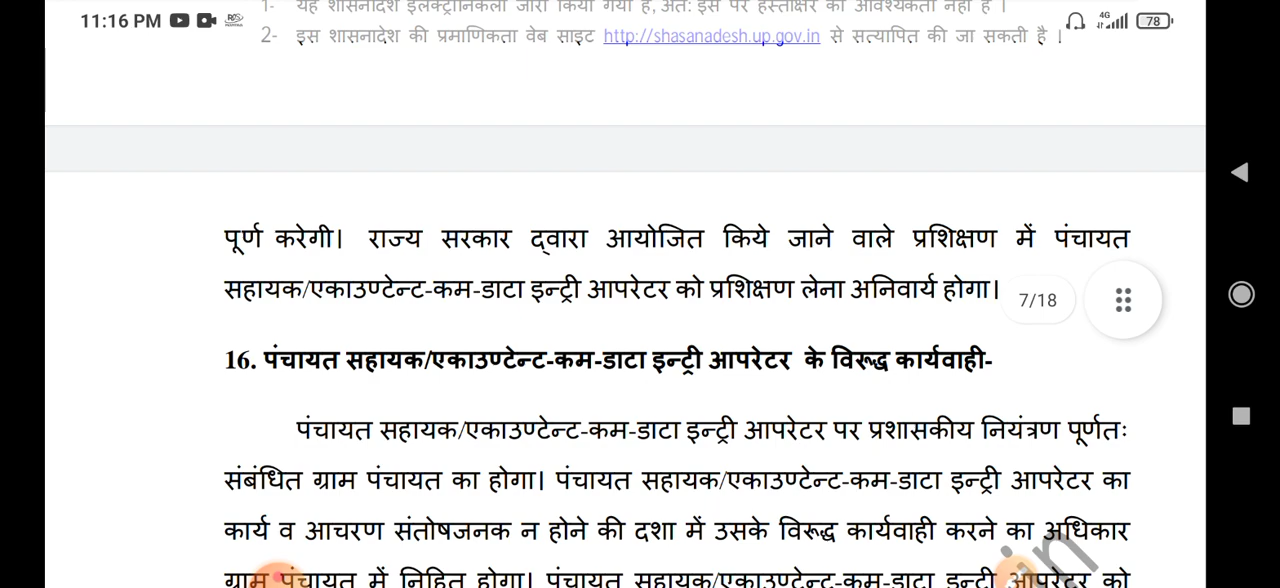 11:16 PM
4G
78
1- यह शासनादेश इलेक्ट्रानिकली जारी किया गया है, अतः इस पर हस्ताक्षर की आवश्यकता नही है ।
2- इस शासनादेश की प्रमाणिकता वेब साइट http://shasanadesh.up.gov.in से सत्यापित की जा सकती है ।
पूर्ण करेगी। राज्य सरकार द्वारा आयोजित किये जाने वाले प्रशिक्षण में पंचायत
सहायक/एकाउण्टेन्ट-कम-डाटा इन्ट्री आपरेटर को प्रशिक्षण लेना अनिवार्य होगा।
7/18
16. पंचायत सहायक/एकाउण्टेन्ट-कम-डाटा इन्ट्री आपरेटर के विरूद्ध कार्यवाही-
पंचायत सहायक/एकाउण्टेन्ट-कम-डाटा इन्ट्री आपरेटर पर प्रशासकीय नियंत्रण पूर्णतः
संबंधित ग्राम पंचायत का होगा। पंचायत सहायक/एकाउण्टेन्ट-कम-डाटा इन्ट्री आपरेटर का
कार्य व आचरण संतोषजनक न होने की दशा में उसके विरूद्ध कार्यवाही करने का अधिकार
ग्राम पंचायत में निहित होगा। पंचायत सहायक/एकाउण्टेन्ट-कम-डाटा इन्ट्री आपरेटर को
in